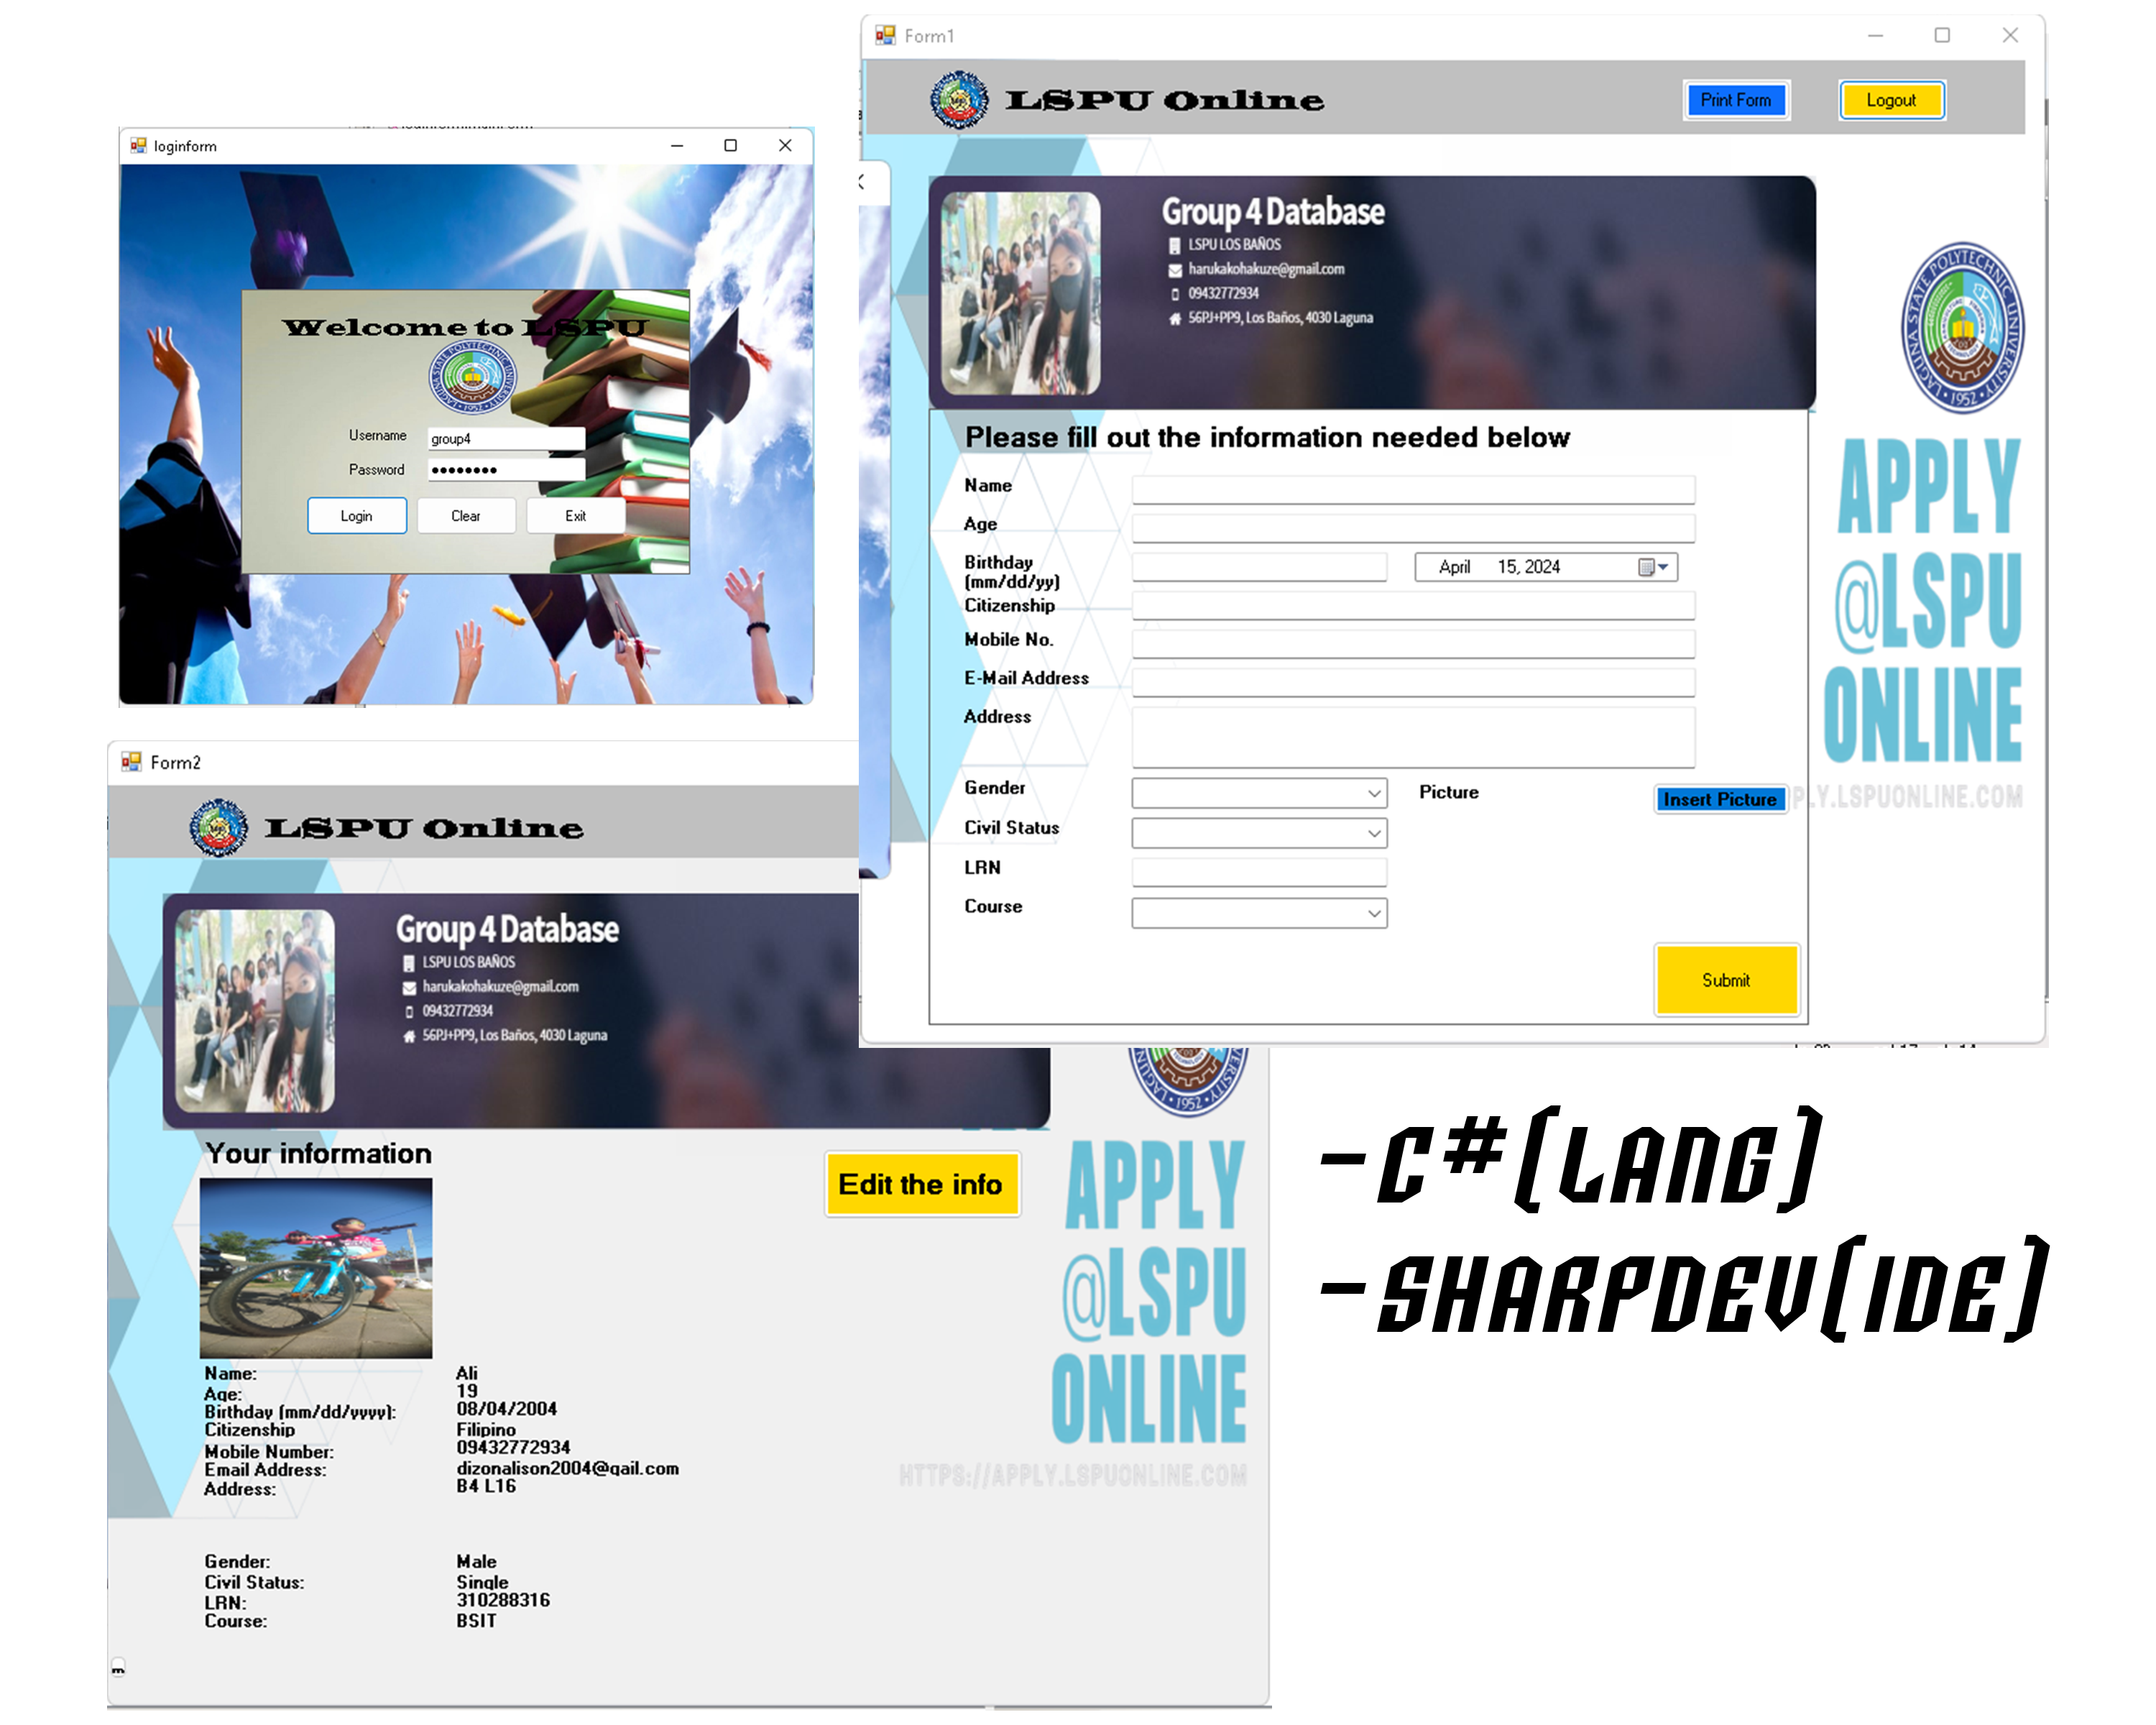 loginform
Welcome to LSPU
LAGUNA STATE POLYTECHNIC UNIVERSITY
1952
Username group4
Password ●●●●●●●●
Login Clear Exit
Form1
LSPU Online
Print Form Logout
Group 4 Database
LSPU LOS BAÑOS
harukakohakuze@gmail.com
09432772934
56PJ+PP9, Los Baños, 4030 Laguna
Please fill out the information needed below
Name
Age
Birthday
(mm/dd/yy)
April 15, 2024
Citizenship
Mobile No.
E-Mail Address
Address
Gender
Picture
Insert Picture
Civil Status
LRN
Course
Submit
LAGUNA STATE POLYTECHNIC UNIVERSITY
1952
APPLY
@LSPU
ONLINE
PLY.LSPUONLINE.COM
Form2
LSPU Online
Group 4 Database
LSPU LOS BAÑOS
harukakohakuze@gmail.com
09432772934
56PJ+PP9, Los Baños, 4030 Laguna
Your information
Edit the info
Name: Ali
Age: 19
Birthday (mm/dd/yyyy): 08/04/2004
Citizenship Filipino
Mobile Number: 09432772934
Email Address: dizonalison2004@gail.com
Address: B4 L16
Gender: Male
Civil Status: Single
LRN: 310288316
Course: BSIT
1952
APPLY
@LSPU
ONLINE
HTTPS://APPLY.LSPUONLINE.COM
-C#(LANG)
-SHARPDEV(IDE)